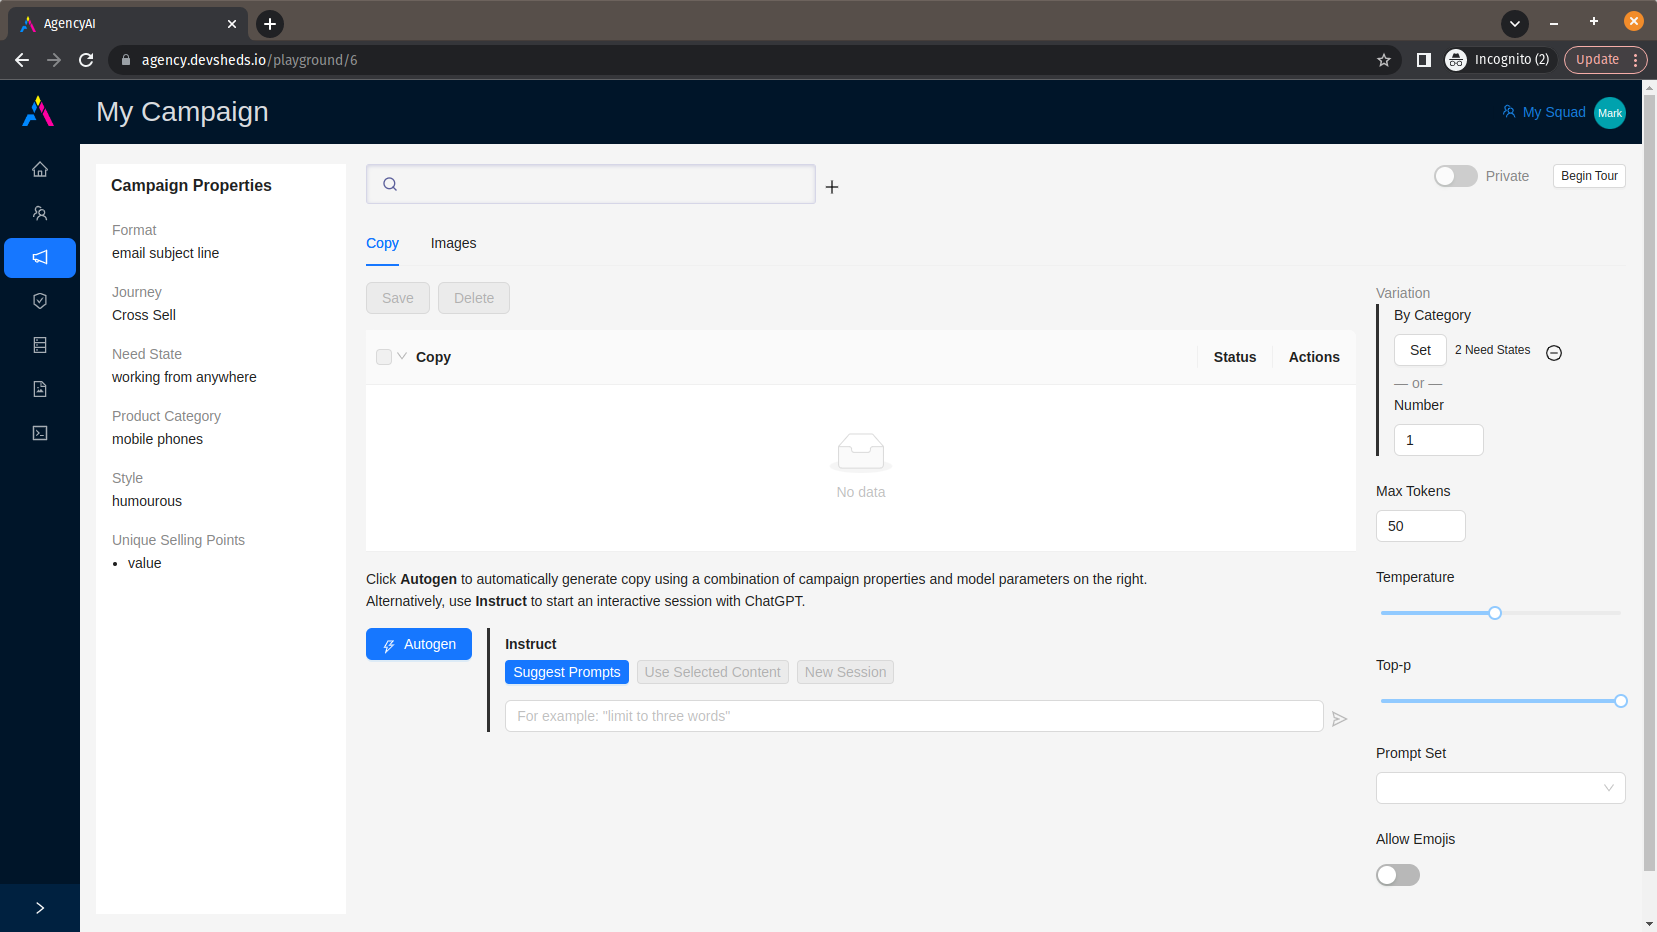 AgencyAI
agency.devsheds.io/playground/6
Incognito (2)
Update
My Campaign
My Squad
Mark
Campaign Properties
Format
email subject line
Journey
Cross Sell
Need State
working from anywhere
Product Category
mobile phones
Style
humourous
Unique Selling Points
• value
Private
Begin Tour
Copy
Images
Save
Delete
Copy
Status
Actions
No data
Click Autogen to automatically generate copy using a combination of campaign properties and model parameters on the right.
Alternatively, use Instruct to start an interactive session with ChatGPT.
Autogen
Instruct
Suggest Prompts
Use Selected Content
New Session
For example: "limit to three words"
Variation
By Category
Set
2 Need States
— or —
Number
1
Max Tokens
50
Temperature
Top-p
Prompt Set
Allow Emojis